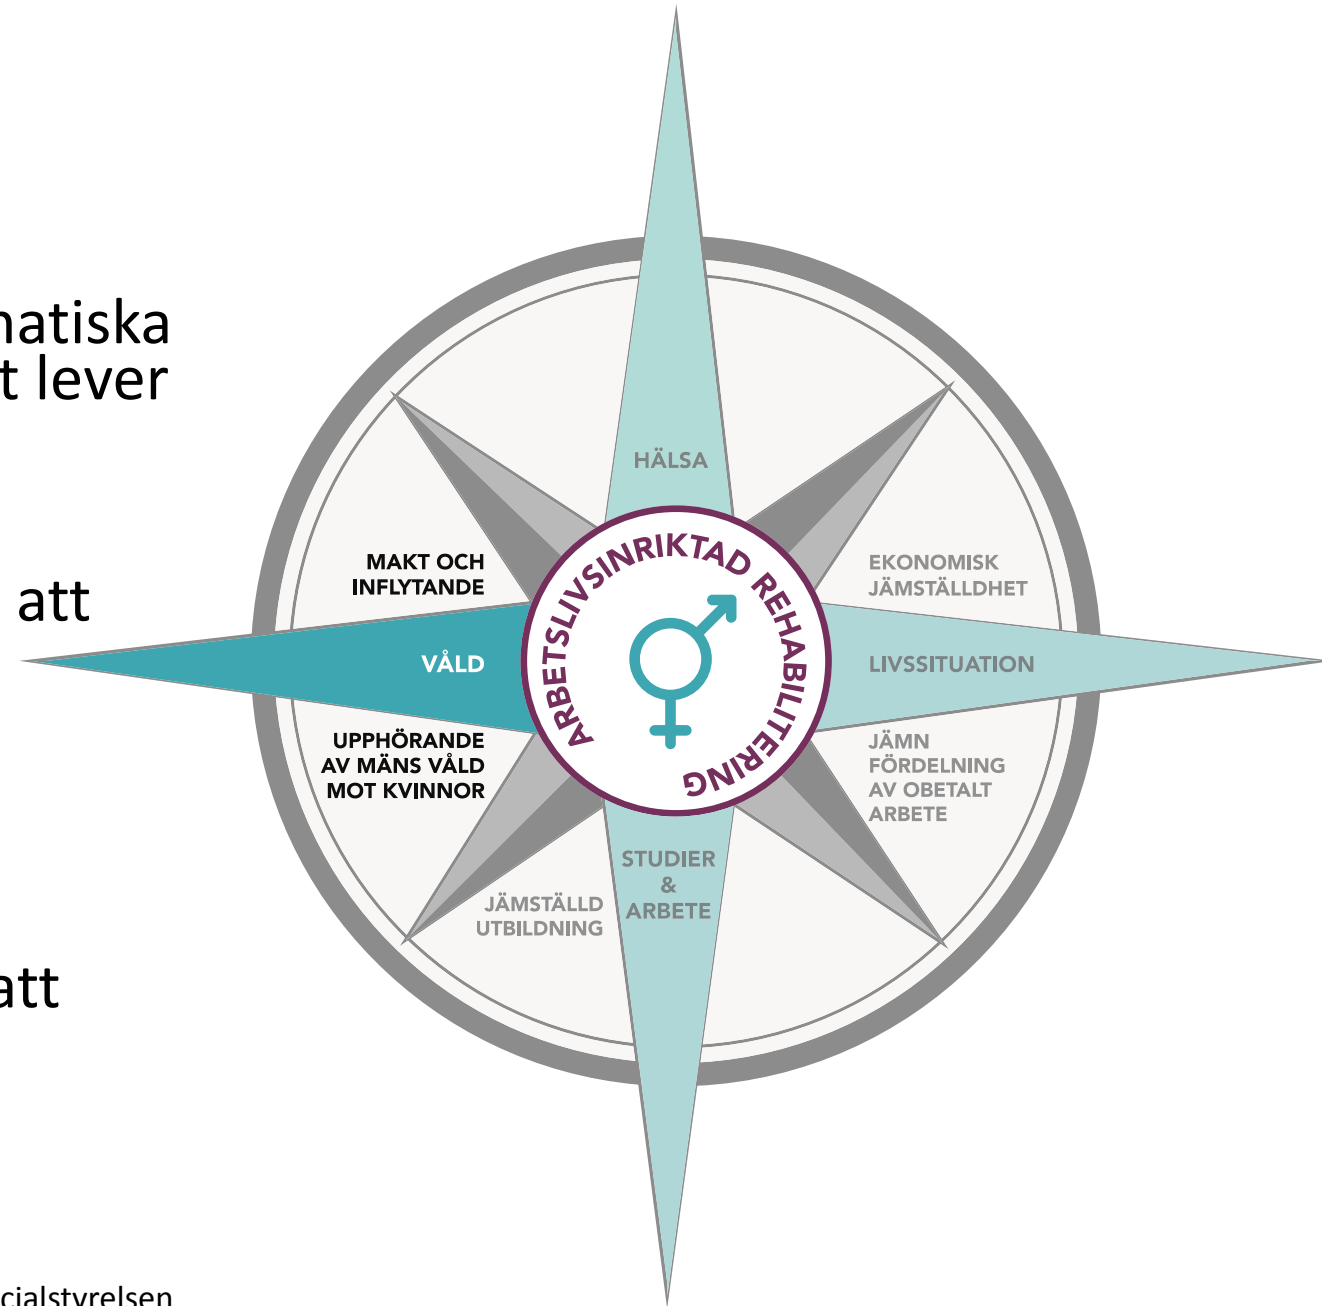 matiska
t lever
att
att
cialstyrelsen
HÄLSA
MAKT OCH
INFLYTANDE
EKONOMISK
JÄMSTÄLLDHET
VÅLD
ARBETSLIVSINRIKTAD REHABILITERING
LIVSSITUATION
UPPHÖRANDE
AV MÄNS VÅLD
MOT KVINNOR
JÄMN
FÖRDELNING
AV OBETALT
ARBETE
JÄMSTÄLLD
UTBILDNING
STUDIER
&
ARBETE